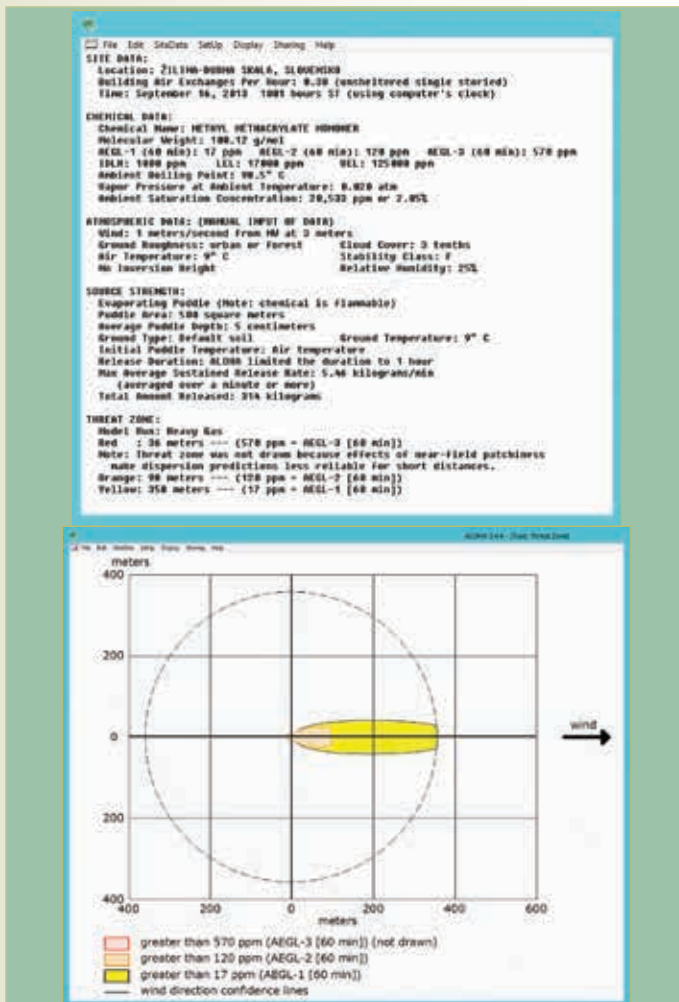 File Edit SiteData SetUp Display Sharing Help
SITE DATA:
Location: ŽILINA-BURMA SKALA, SLOVENSKO
Building Air Exchanges Per Hour: 0.30 (unsheltered single storied)
Time: September 16, 2013 1001 hours ST (using computer's clock)
CHEMICAL DATA:
Chemical Name: METHYL METHACRYLATE MONOMER
Molecular Weight: 100.12 g/mol
AEGL-1 (60 min): 17 ppm AEGL-2 (60 min): 120 ppm AEGL-3 (60 min): 570 ppm
IDLH: 1000 ppm LEL: 17000 ppm UEL: 125000 ppm
Ambient Boiling Point: 98.5° C
Vapor Pressure at Ambient Temperature: 0.020 atm
Ambient Saturation Concentration: 20,533 ppm or 2.05%
ATMOSPHERIC DATA: (MANUAL INPUT OF DATA)
Wind: 1 meters/second from NW at 3 meters
Ground Roughness: urban or forest Cloud Cover: 3 tenths
Air Temperature: 9° C Stability Class: F
No Inversion Height Relative Humidity: 25%
SOURCE STRENGTH:
Evaporating Puddle (Note: chemical is flammable)
Puddle Area: 500 square meters
Average Puddle Depth: 5 centimeters
Ground Type: Default soil Ground Temperature: 9° C
Initial Puddle Temperature: Air temperature
Release Duration: ALOHA limited the duration to 1 hour
Max Average Sustained Release Rate: 5.46 kilograms/min
(averaged over a minute or more)
Total Amount Released: 314 kilograms
THREAT ZONE:
Model Run: Heavy Gas
Red : 36 meters --- (570 ppm = AEGL-3 [60 min])
Note: Threat zone was not drawn because effects of near-field patchiness
make dispersion predictions less reliable for short distances.
Orange: 90 meters --- (120 ppm = AEGL-2 [60 min])
Yellow: 358 meters --- (17 ppm = AEGL-1 [60 min])
meters
400
200
0
200
400
400 200 0 200 400 600
meters
wind
greater than 570 ppm (AEGL-3 [60 min]) (not drawn)
greater than 120 ppm (AEGL-2 [60 min])
greater than 17 ppm (AEGL-1 [60 min])
wind direction confidence lines